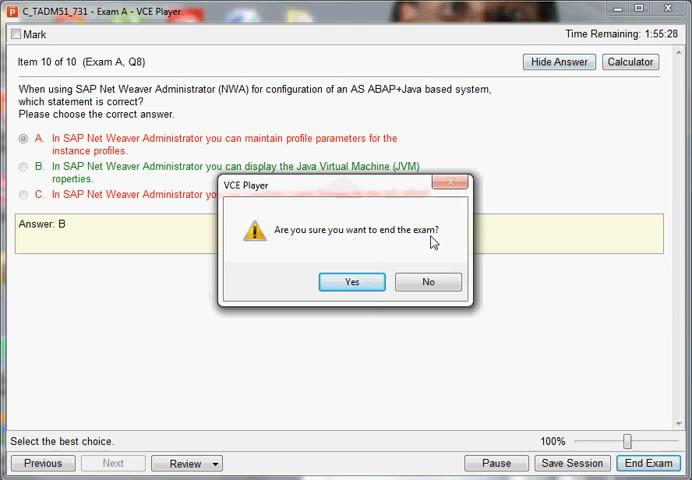 C_TADM51_731 - Exam A - VCE Player
Mark
Time Remaining: 1:55:28
Item 10 of 10 (Exam A, Q8)
Hide Answer
Calculator
When using SAP Net Weaver Administrator (NWA) for configuration of an AS ABAP+Java based system,
which statement is correct?
Please choose the correct answer.
A. In SAP Net Weaver Administrator you can maintain profile parameters for the
instance profiles.
B. In SAP Net Weaver Administrator you can display the Java Virtual Machine (JVM)
roperties.
C. In SAP Net Weaver Administrator
Answer: B
VCE Player
Are you sure you want to end the exam?
Yes
No
Select the best choice.
100%
Previous
Next
Review
Pause
Save Session
End Exam